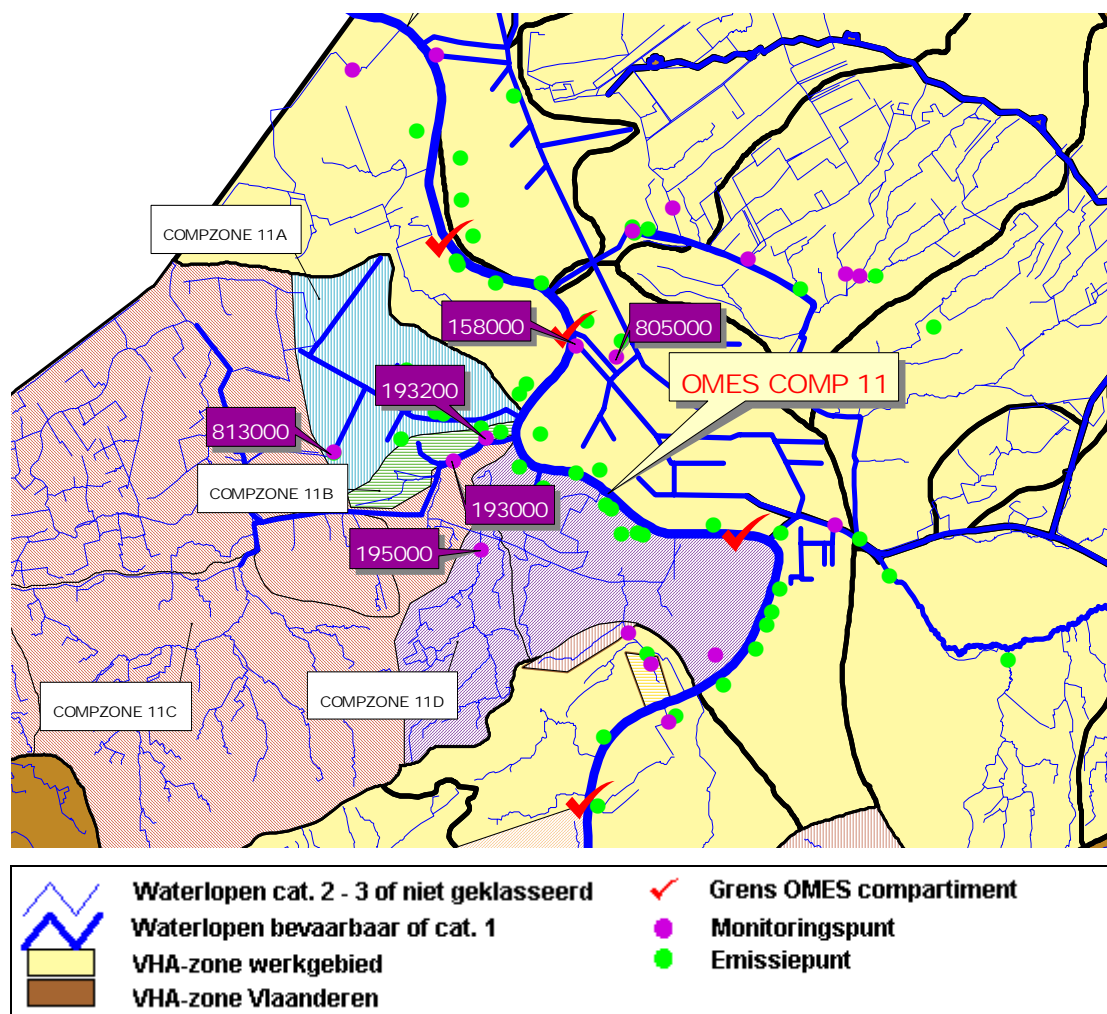 COMPZONE 11A
158000
805000
OMES COMP 11
193200
813000
COMPZONE 11B
193000
195000
COMPZONE 11C
COMPZONE 11D
Waterlopen cat. 2 - 3 of niet geklasseerd
Waterlopen bevaarbaar of cat. 1
VHA-zone werkgebied
VHA-zone Vlaanderen
Grens OMES compartiment
Monitoringspunt
Emissiepunt